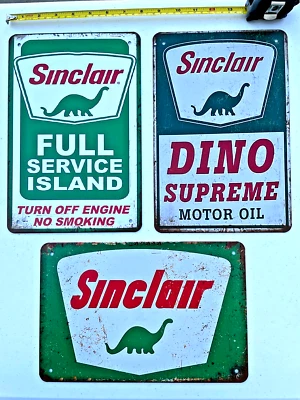 Sinclair
FULL
SERVICE
ISLAND
TURN OFF ENGINE
NO SMOKING
Sinclair
DINO
SUPREME
MOTOR OIL
Sinclair